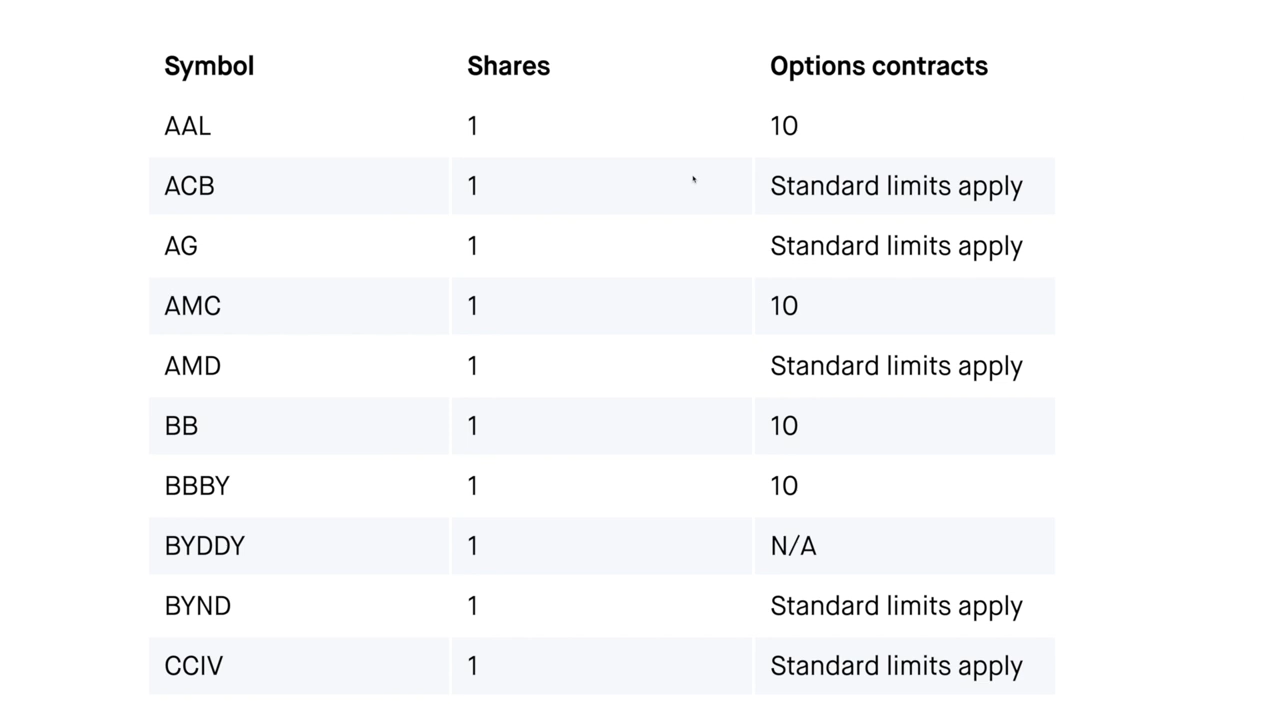 Symbol Shares Options contracts
AAL 1 10
ACB 1 Standard limits apply
AG 1 Standard limits apply
AMC 1 10
AMD 1 Standard limits apply
BB 1 10
BBBY 1 10
BYDDY 1 N/A
BYND 1 Standard limits apply
CCIV 1 Standard limits apply